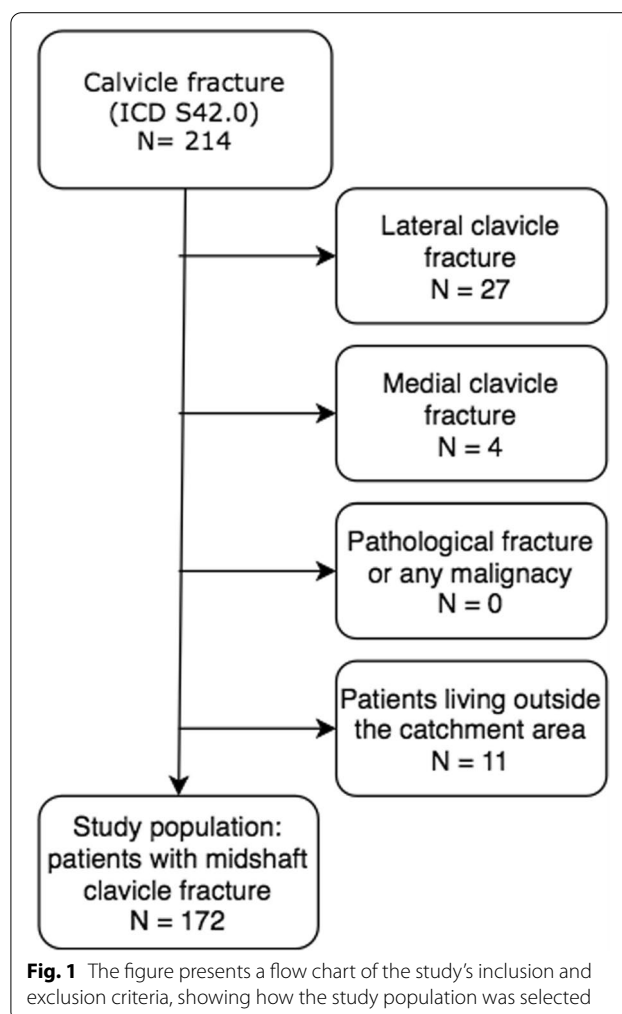 Calvicle fracture
(ICD S42.0)
N= 214
Lateral clavicle
fracture
N = 27
Medial clavicle
fracture
N = 4
Pathological fracture
or any malignacy
N = 0
Patients living outside
the catchment area
N = 11
Study population:
patients with midshaft
clavicle fracture
N = 172
Fig. 1 The figure presents a flow chart of the study's inclusion and
exclusion criteria, showing how the study population was selected